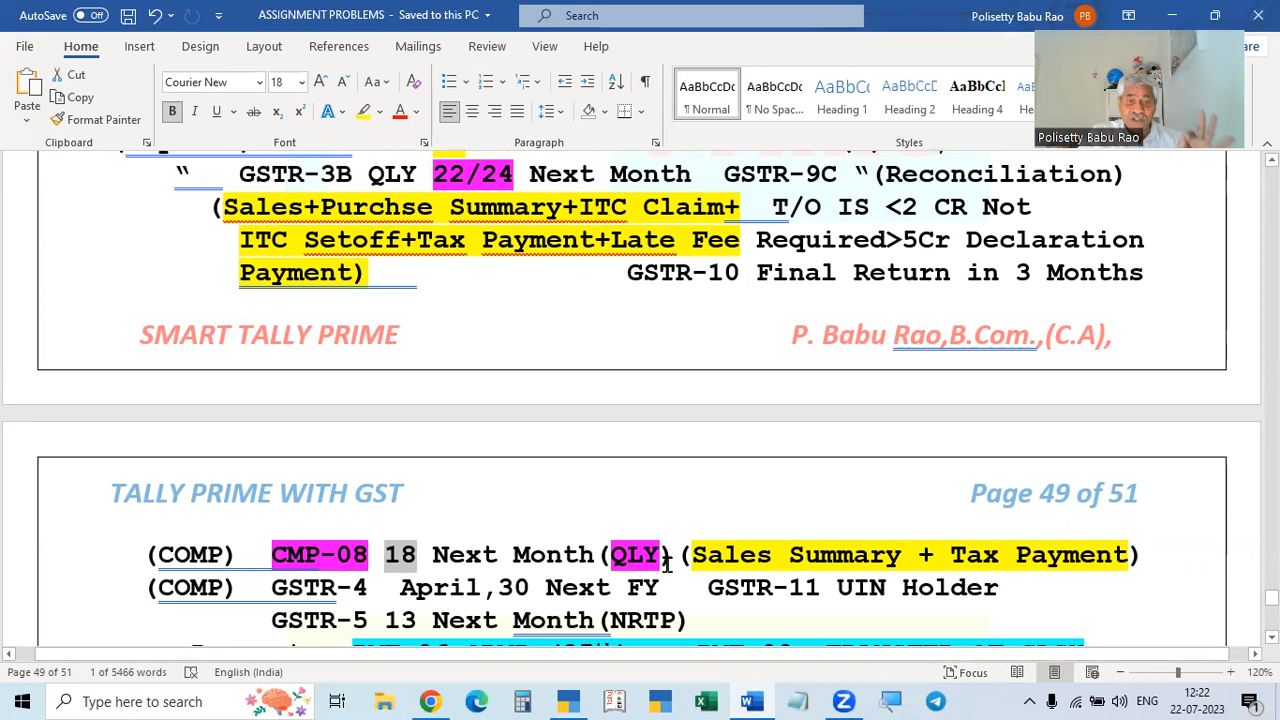 AutoSave Off ASSIGNMENT PROBLEMS - Saved to this PC Search Polisetty Babu Rao PB
File Home Insert Design Layout References Mailings Review View Help
Paste Cut Copy Format Painter Clipboard
Courier New 18 Font
Paragraph
AaBbCcDc ¶ Normal AaBbCcDc ¶ No Spac... AaBbCc Heading 1 AaBbCcD Heading 2 AaBbCc Heading 4 Styles
Polisetty Babu Rao
“ GSTR-3B QLY 22/24 Next Month GSTR-9C “(Reconciliation)
(Sales+Purchse Summary+ITC Claim+ T/O IS <2 CR Not
ITC Setoff+Tax Payment+Late Fee Required>5Cr Declaration
Payment) GSTR-10 Final Return in 3 Months
SMART TALLY PRIME P. Babu Rao,B.Com.,(C.A),
TALLY PRIME WITH GST Page 49 of 51
(COMP) CMP-08 18 Next Month(QLY)(Sales Summary + Tax Payment)
(COMP) GSTR-4 April,30 Next FY GSTR-11 UIN Holder
GSTR-5 13 Next Month(NRTP)
Page 49 of 51 1 of 5466 words English (India) Focus 120%
Type here to search ENG 12:22
22-07-2023